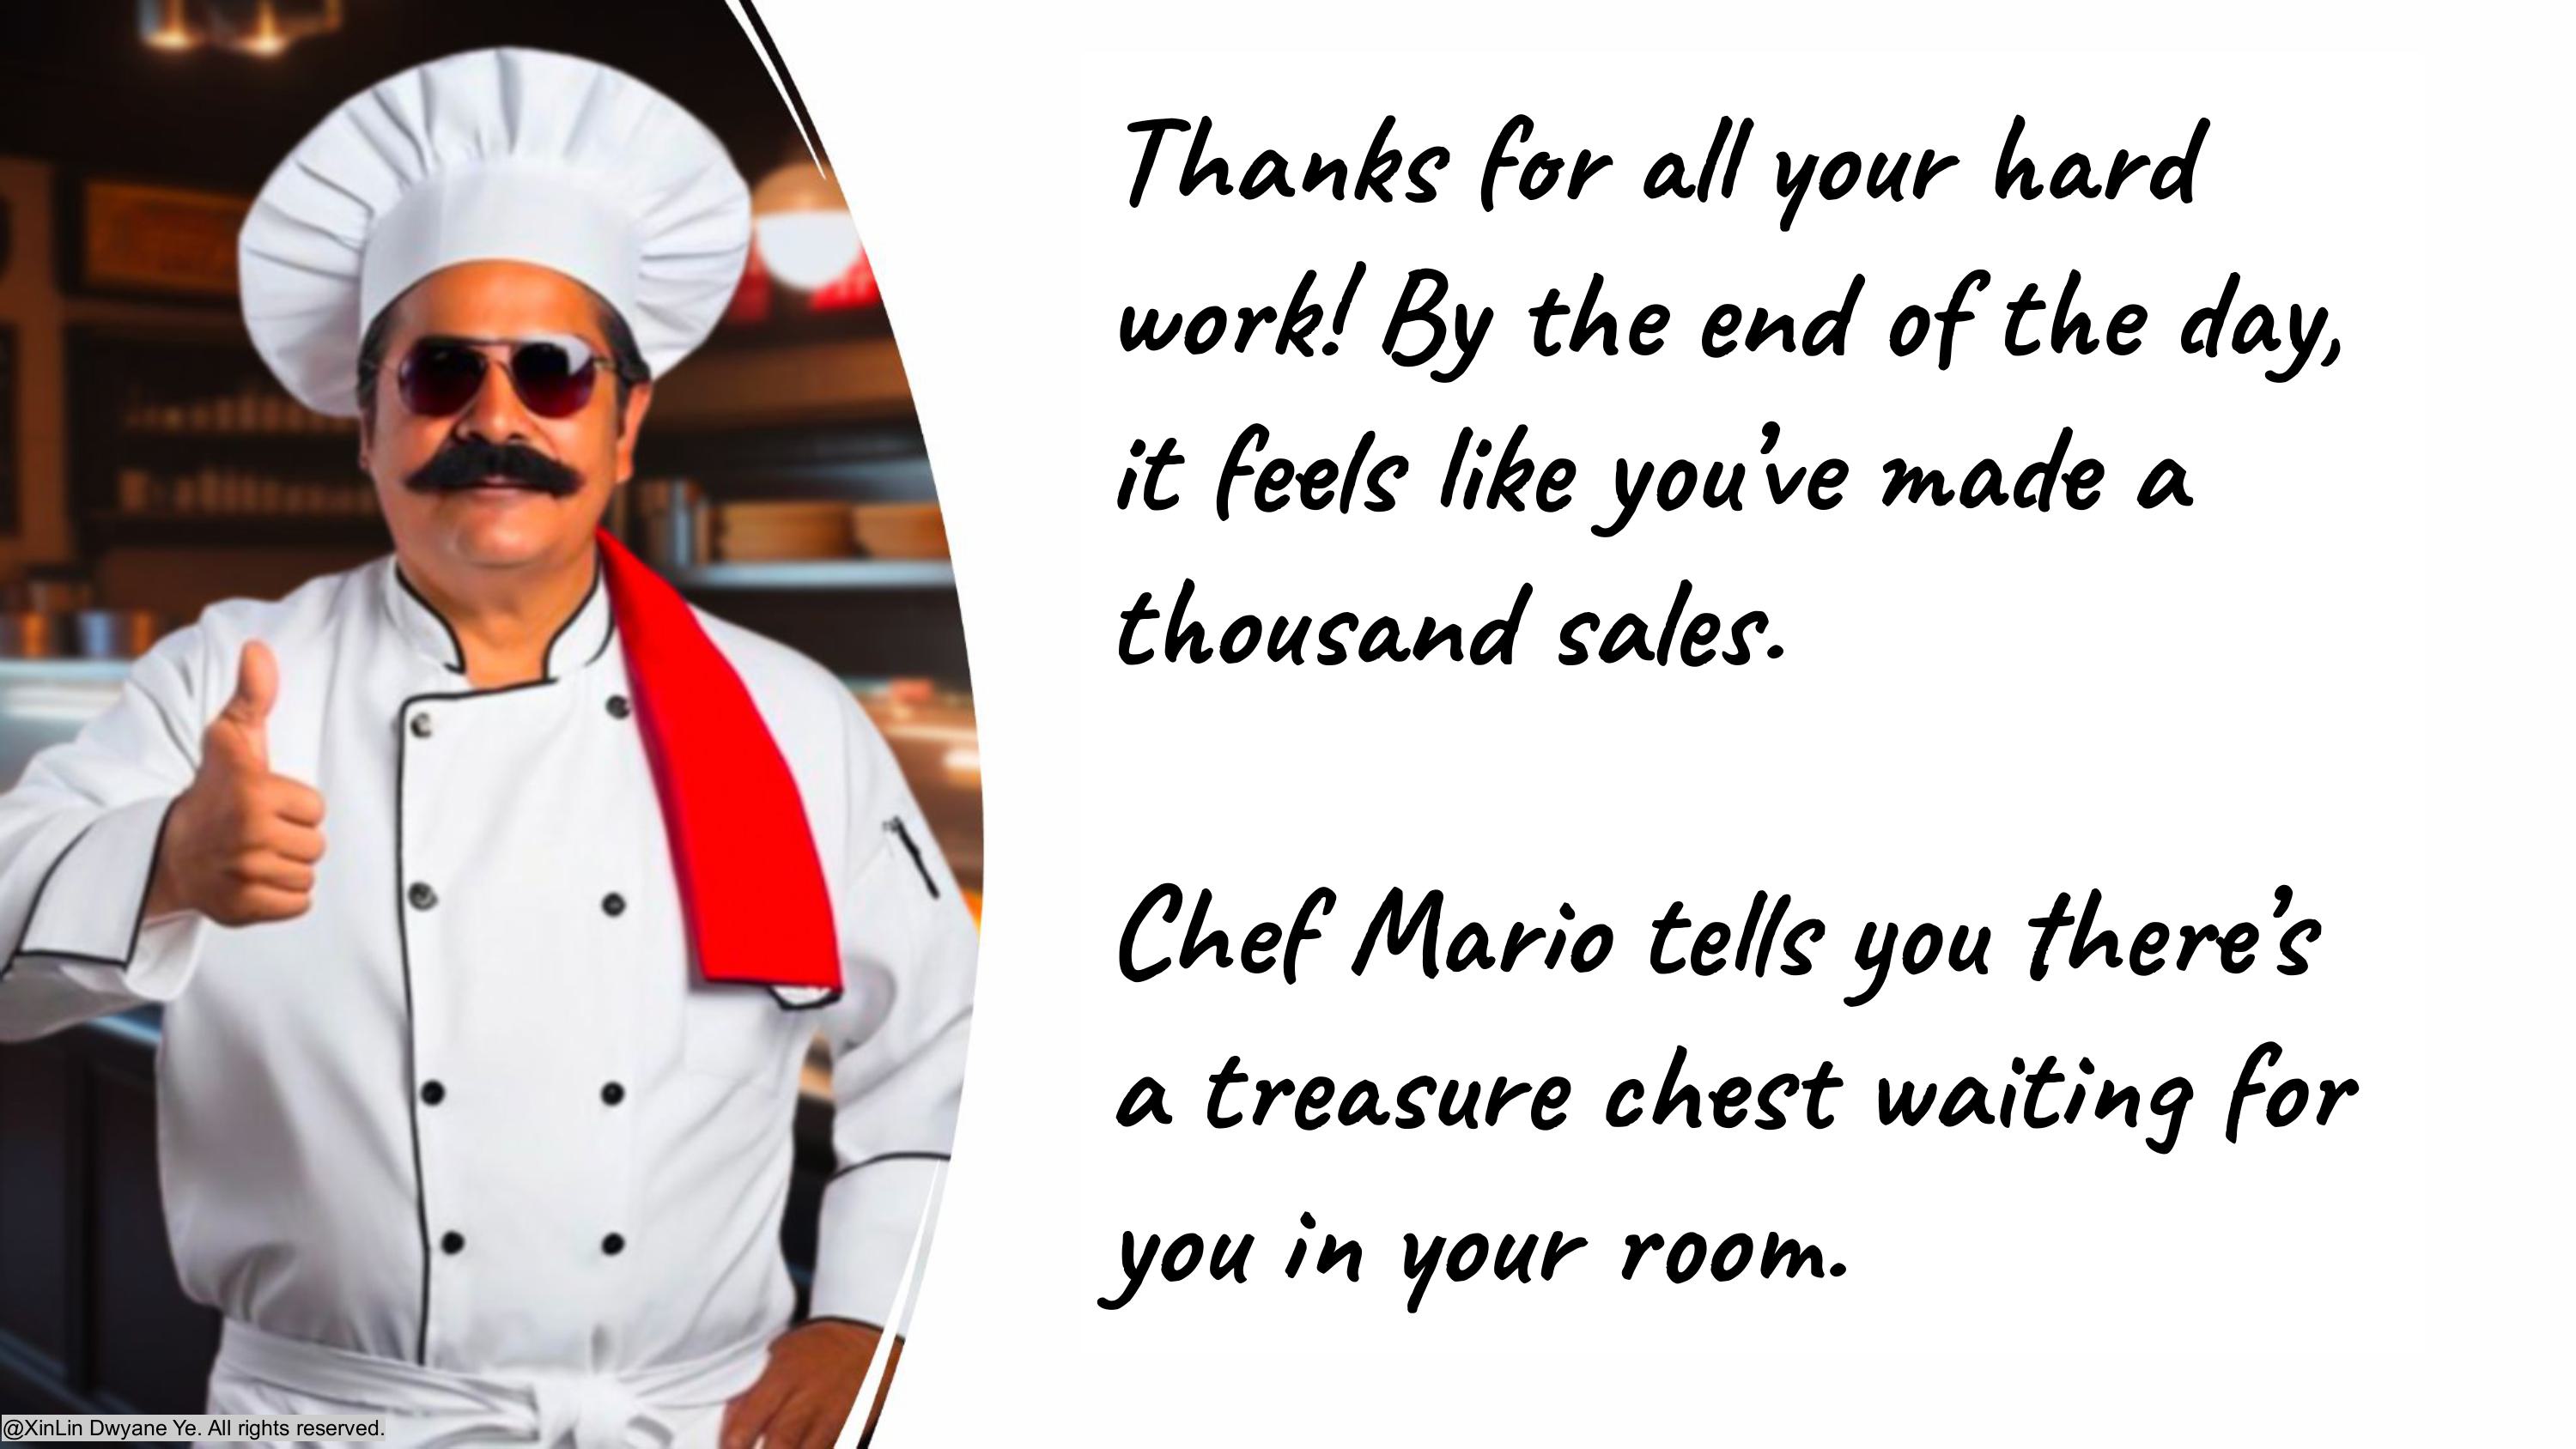 Thanks for all your hard
work! By the end of the day,
it feels like you've made a
thousand sales.
Chef Mario tells you there's
a treasure chest waiting for
you in your room.
@XinLin Dwyane Ye. All rights reserved.